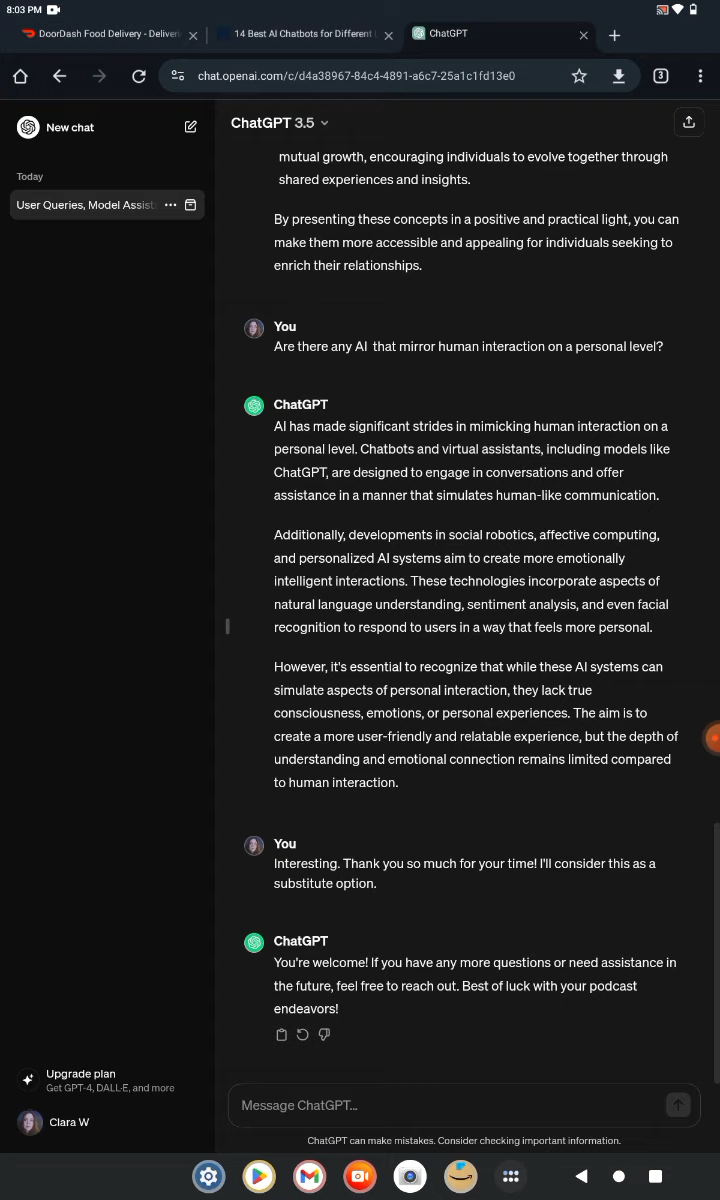 8:03 PM
DoorDash Food Delivery - Deliveri
14 Best AI Chatbots for Different U
ChatGPT
chat.openai.com/c/d4a38967-84c4-4891-a6c7-25a1c1fd13e0
3
New chat
ChatGPT 3.5
Today
User Queries, Model Assist
mutual growth, encouraging individuals to evolve together through
shared experiences and insights.
By presenting these concepts in a positive and practical light, you can
make them more accessible and appealing for individuals seeking to
enrich their relationships.
You
Are there any AI that mirror human interaction on a personal level?
ChatGPT
AI has made significant strides in mimicking human interaction on a
personal level. Chatbots and virtual assistants, including models like
ChatGPT, are designed to engage in conversations and offer
assistance in a manner that simulates human-like communication.
Additionally, developments in social robotics, affective computing,
and personalized AI systems aim to create more emotionally
intelligent interactions. These technologies incorporate aspects of
natural language understanding, sentiment analysis, and even facial
recognition to respond to users in a way that feels more personal.
However, it's essential to recognize that while these AI systems can
simulate aspects of personal interaction, they lack true
consciousness, emotions, or personal experiences. The aim is to
create a more user-friendly and relatable experience, but the depth of
understanding and emotional connection remains limited compared
to human interaction.
You
Interesting. Thank you so much for your time! I'll consider this as a
substitute option.
ChatGPT
You're welcome! If you have any more questions or need assistance in
the future, feel free to reach out. Best of luck with your podcast
endeavors!
Upgrade plan
Get GPT-4, DALL·E, and more
Clara W
Message ChatGPT...
ChatGPT can make mistakes. Consider checking important information.